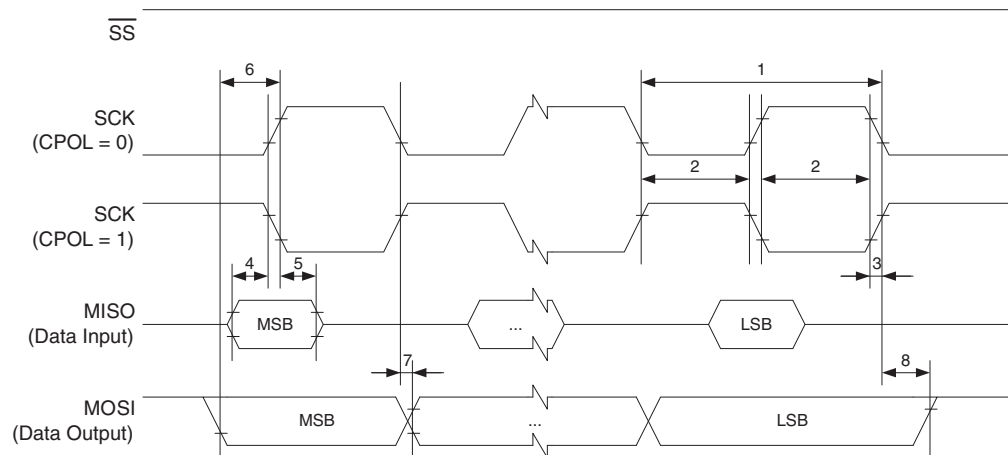 SS
6
1
SCK
(CPOL = 0)
2
2
SCK
(CPOL = 1)
4
5
3
MISO
(Data Input)
MSB
...
LSB
7
8
MOSI
(Data Output)
MSB
...
LSB